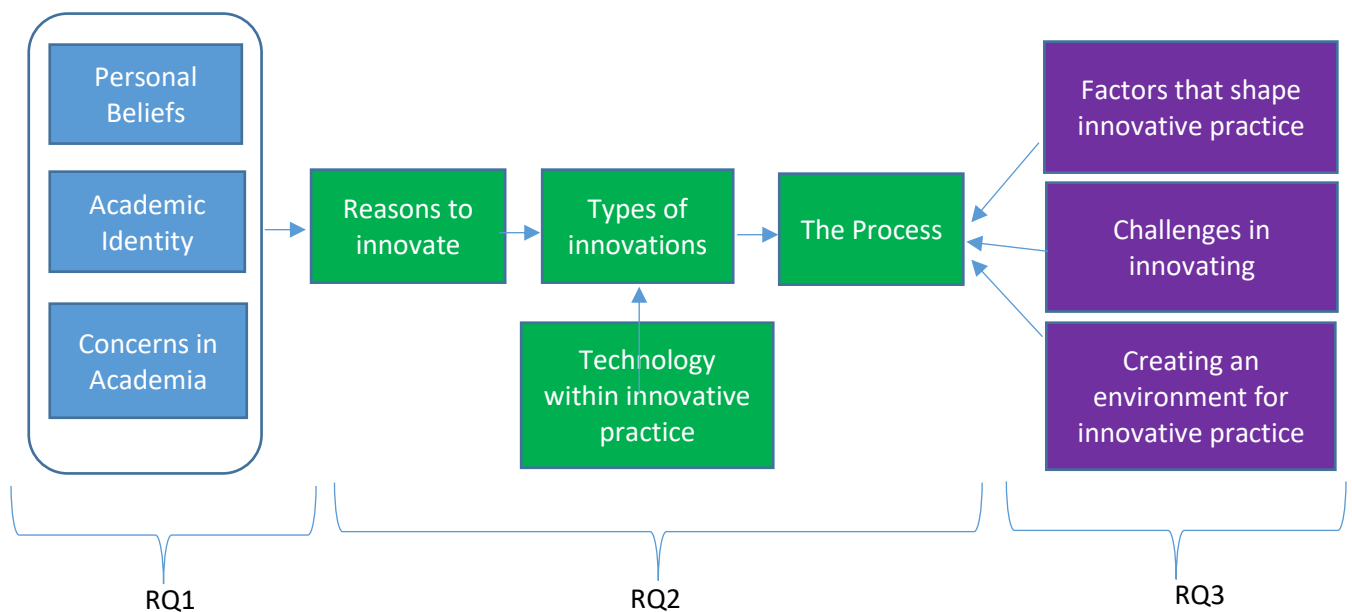 Personal
Beliefs
Academic
Identity
Concerns in
Academia
Reasons to
innovate
Types of
innovations
Technology
within innovative
practice
The Process
Factors that shape
innovative practice
Challenges in
innovating
Creating an
environment for
innovative practice
RQ1
RQ2
RQ3